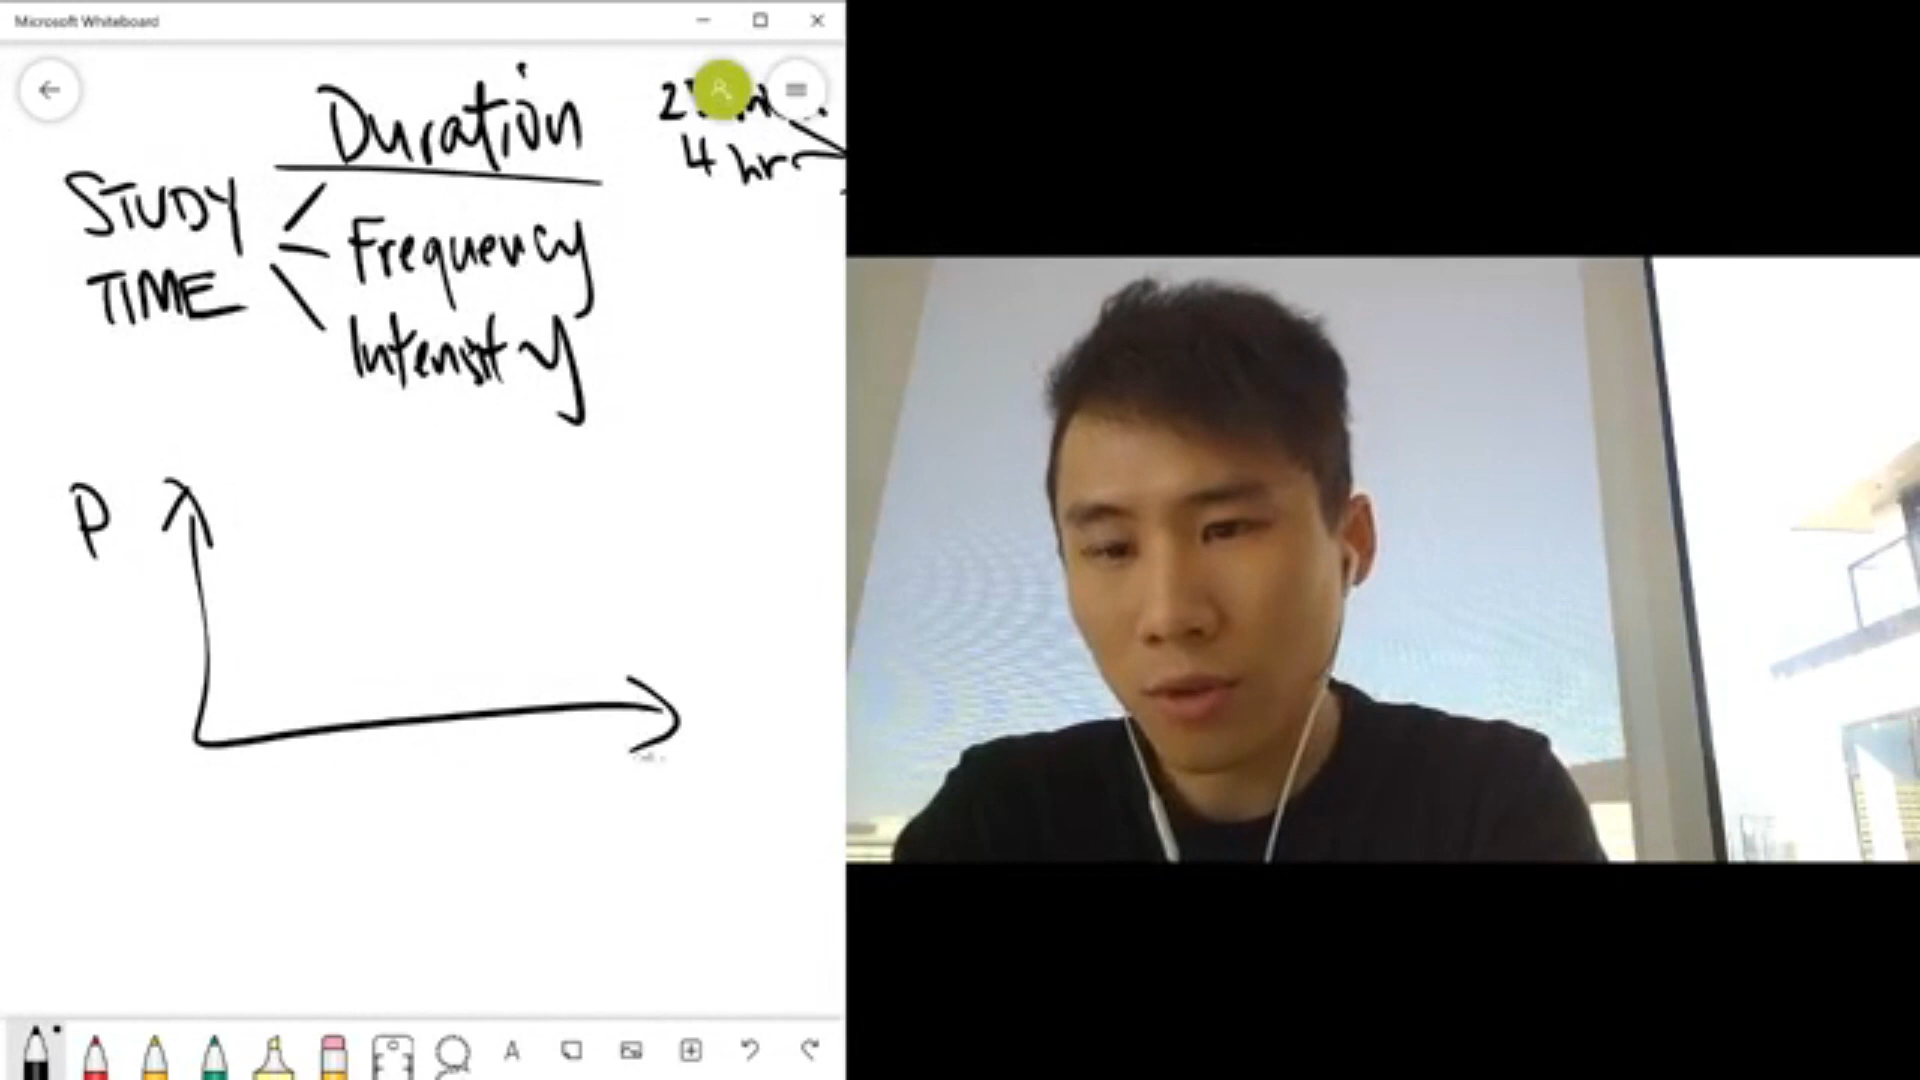 Microsoft Whiteboard
Duration
4 hr
STUDY
TIME
Frequency
Intensity
P
A